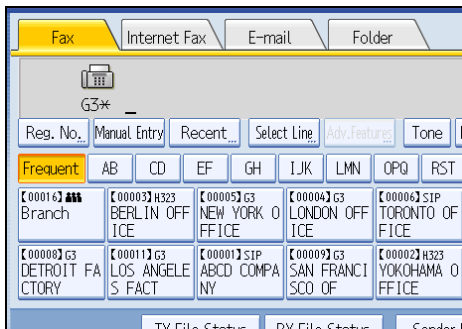 Fax Internet Fax E-mail Folder
G3* _
Reg. No. Manual Entry Recent Select Line Adv.Features Tone
Frequent AB CD EF GH IJK LMN OPQ RST
【00016】 【00003】H323 【00005】G3 【00004】G3 【00006】SIP
Branch BERLIN OFF NEW YORK O LONDON OFF TORONTO OF
ICE FFICE ICE FICE
【00008】G3 【00011】G3 【00001】SIP 【00009】G3 【00002】H323
DETROIT FA LOS ANGELE ABCD COMPA SAN FRANCI YOKOHAMA O
CTORY S FACT NY SCO OF FFICE
TX File Status RX File Status Sender